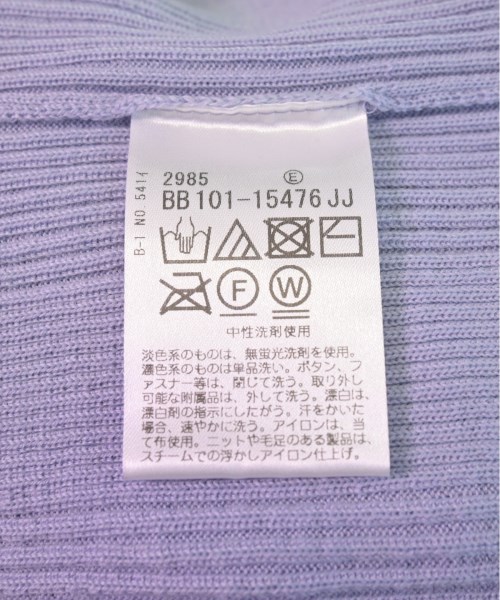 B-1 NO.541イ
2985 Ⓔ
BB101-15476JJ
F W
中性洗剤使用
淡色系のものは、無蛍光洗剤を使用。
濃色系のものは単品洗い。ボタン、フ
ァスナー等は、閉じて洗う。取り外し
可能な附属品は、外して洗う。漂白は、
漂白剤の指示にしたがう。汗をかいた
場合、速やかに洗う。アイロンは、当
て布使用。ニットや毛足のある製品は、
スチームでの浮かしアイロン仕上げ。